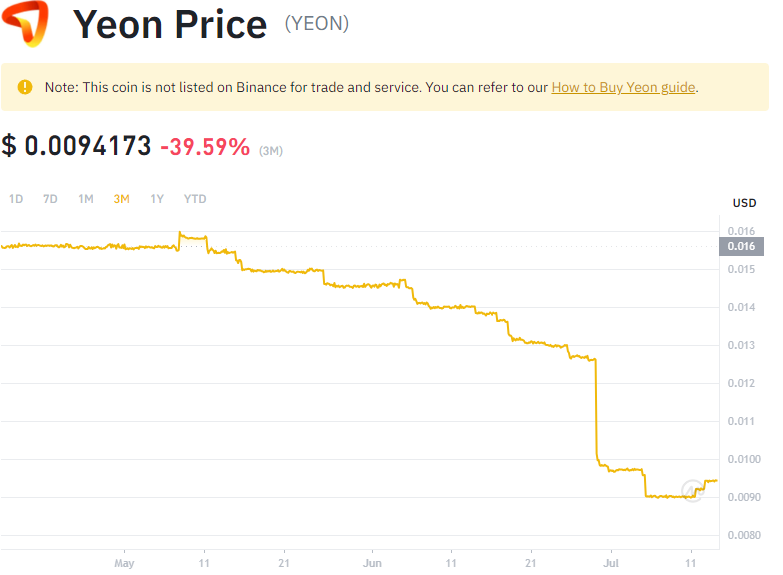 Yeon Price (YEON)
Note: This coin is not listed on Binance for trade and service. You can refer to our How to Buy Yeon guide.
$ 0.0094173 -39.59% (3M)
1D 7D 1M 3M 1Y YTD
USD
0.016
0.016
0.015
0.014
0.013
0.012
0.011
0.0100
0.0090
0.0080
May 11 21 Jun 11 21 Jul 11